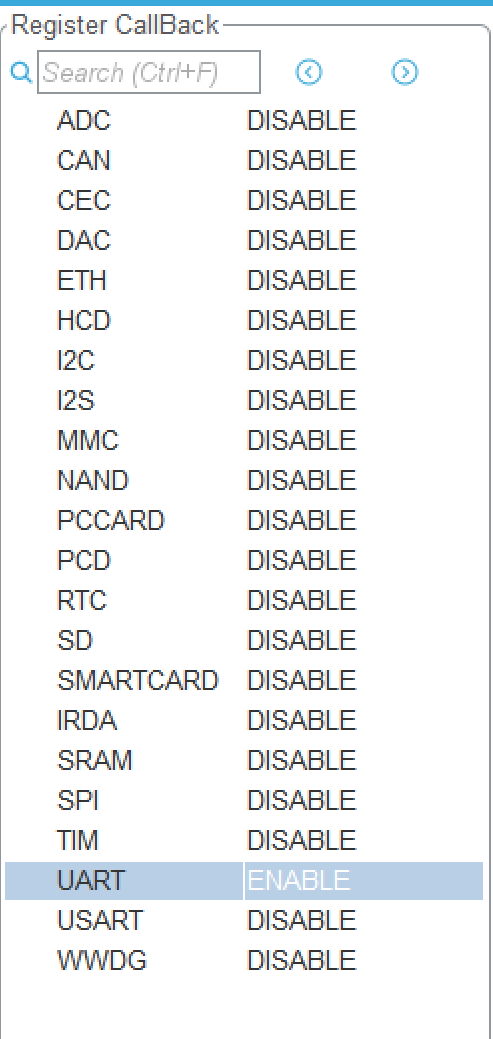 Register CallBack
Search (Ctrl+F)
ADC DISABLE
CAN DISABLE
CEC DISABLE
DAC DISABLE
ETH DISABLE
HCD DISABLE
I2C DISABLE
I2S DISABLE
MMC DISABLE
NAND DISABLE
PCCARD DISABLE
PCD DISABLE
RTC DISABLE
SD DISABLE
SMARTCARD DISABLE
IRDA DISABLE
SRAM DISABLE
SPI DISABLE
TIM DISABLE
UART ENABLE
USART DISABLE
WWDG DISABLE